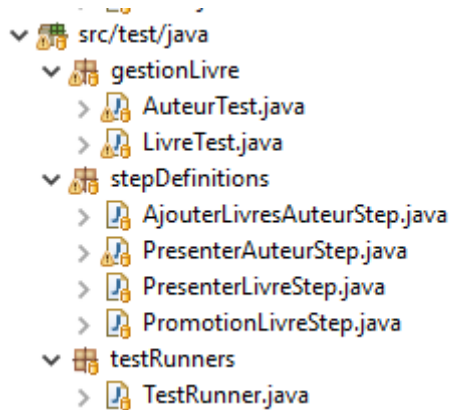 src/test/java
gestionLivre
AuteurTest.java
LivreTest.java
stepDefinitions
AjouterLivresAuteurStep.java
PresenterAuteurStep.java
PresenterLivreStep.java
PromotionLivreStep.java
testRunners
TestRunner.java